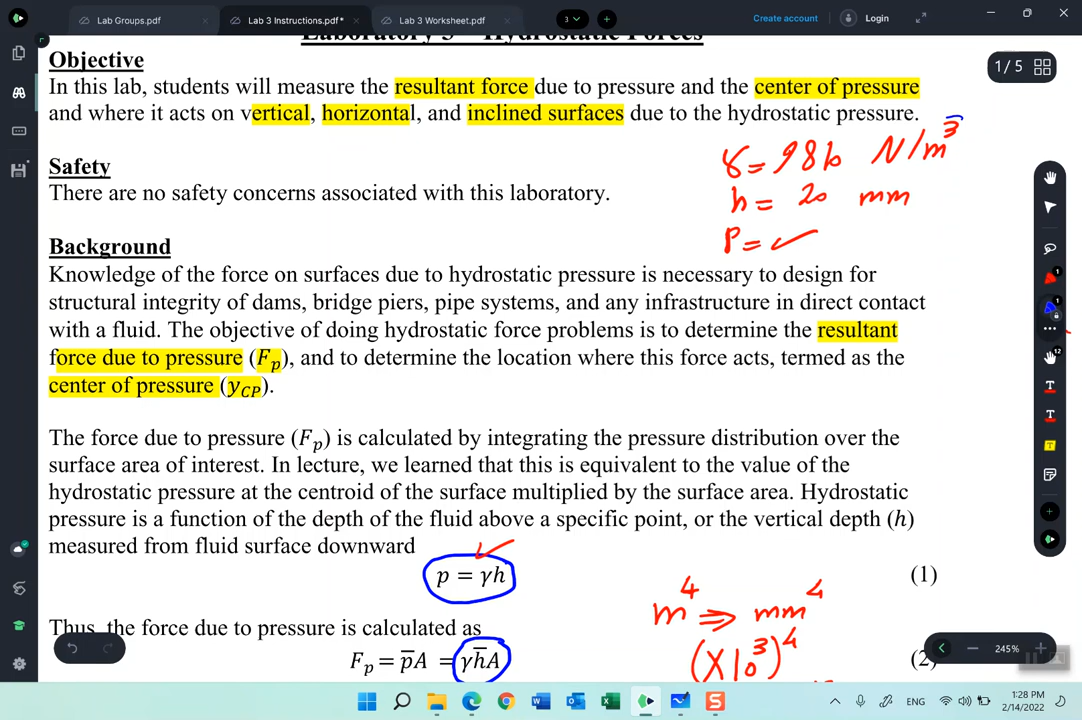 Lab Groups.pdf × Lab 3 Instructions.pdf* × Lab 3 Worksheet.pdf × 3 + Create account Login
Laboratory 3 – Hydrostatic Forces
1/5
Objective
In this lab, students will measure the resultant force due to pressure and the center of pressure
and where it acts on vertical, horizontal, and inclined surfaces due to the hydrostatic pressure.
γ = 9806 N/m³
Safety
There are no safety concerns associated with this laboratory.
h = 20 mm
P = ✓
Background
Knowledge of the force on surfaces due to hydrostatic pressure is necessary to design for
structural integrity of dams, bridge piers, pipe systems, and any infrastructure in direct contact
with a fluid. The objective of doing hydrostatic force problems is to determine the resultant
force due to pressure (Fₚ), and to determine the location where this force acts, termed as the
center of pressure (y_CP).
The force due to pressure (Fₚ) is calculated by integrating the pressure distribution over the
surface area of interest. In lecture, we learned that this is equivalent to the value of the
hydrostatic pressure at the centroid of the surface multiplied by the surface area. Hydrostatic
pressure is a function of the depth of the fluid above a specific point, or the vertical depth (h)
measured from fluid surface downward
p = γh (1)
m⁴ ⇒ mm⁴
Thus, the force due to pressure is calculated as
Fₚ = p̅A = γh̅A (2)
(×10³)⁴
245%
ENG
1:28 PM
2/14/2022